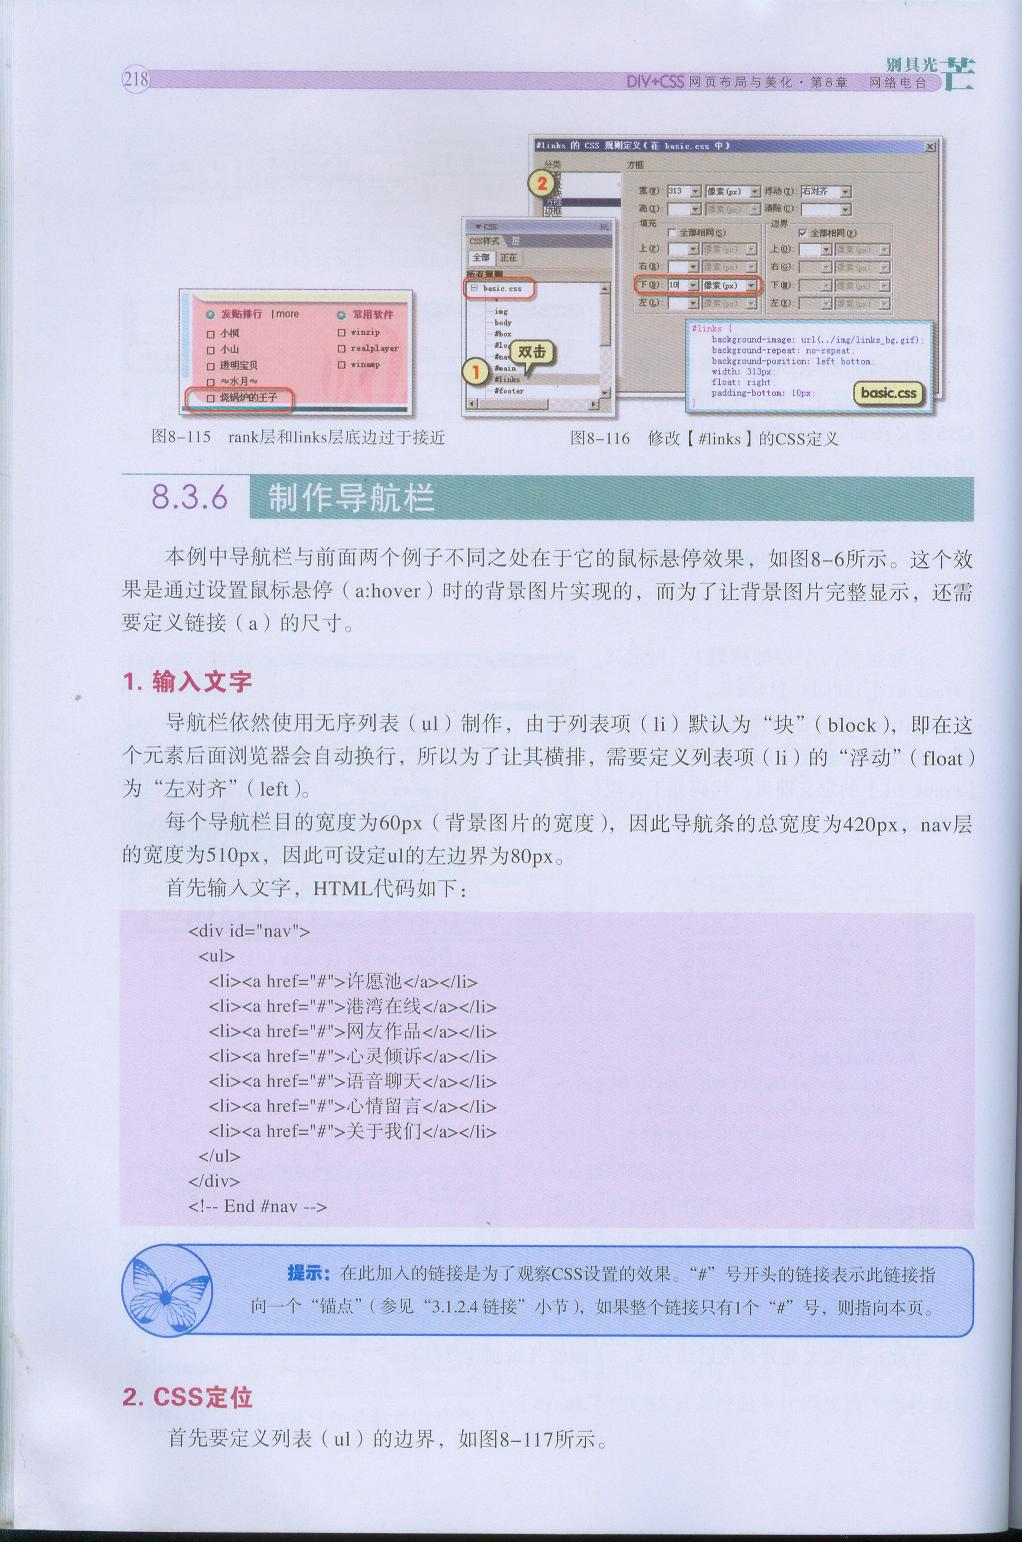 218
别具光芒
DIV+CSS 网页布局与美化·第8章 网络电台
#links 的 CSS 规则定义(在 basic.css 中)
分类 方框
2
宽(W): 313 像素(px) 浮动(T): 右对齐
高(I): 像素(px) 清除(C):
填充 边界
全部相同(S) 全部相同(F)
上(P): 像素(px) 上(O): 像素(px)
右(R): 像素(px) 右(G): 像素(px)
下(B): 10 像素(px) 下(M): 像素(px)
左(L): 像素(px) 左(E): 像素(px)
CSS
CSS样式 层
全部 正在
所有规则
basic.css
img
body
#box
#main
#links
#footer
双击
1
#links {
background-image: url(../img/links_bg.gif);
background-repeat: no-repeat;
background-position: left bottom;
width: 313px;
float: right;
padding-bottom: 10px;
}
basic.css
发贴排行 | more 常用软件
小枫 winzip
小山 realplayer
透明宝贝 winamp
~水月~
烧锅炉的王子
图8-115 rank层和links层底边过于接近
图8-116 修改【#links】的CSS定义
8.3.6 制作导航栏
本例中导航栏与前面两个例子不同之处在于它的鼠标悬停效果,如图8-6所示。这个效
果是通过设置鼠标悬停(a:hover)时的背景图片实现的,而为了让背景图片完整显示,还需
要定义链接(a)的尺寸。
1. 输入文字
导航栏依然使用无序列表(ul)制作,由于列表项(li)默认为“块”(block),即在这
个元素后面浏览器会自动换行,所以为了让其横排,需要定义列表项(li)的“浮动”(float)
为“左对齐”(left)。
每个导航栏目的宽度为60px(背景图片的宽度),因此导航条的总宽度为420px,nav层
的宽度为510px,因此可设定ul的左边界为80px。
首先输入文字,HTML代码如下:
<div id="nav">
<ul>
<li><a href="#">许愿池</a></li>
<li><a href="#">港湾在线</a></li>
<li><a href="#">网友作品</a></li>
<li><a href="#">心灵倾诉</a></li>
<li><a href="#">语音聊天</a></li>
<li><a href="#">心情留言</a></li>
<li><a href="#">关于我们</a></li>
</ul>
</div>
<!-- End #nav -->
提示:在此加入的链接是为了观察CSS设置的效果。“#”号开头的链接表示此链接指
向一个“锚点”(参见“3.1.2.4 链接”小节),如果整个链接只有1个“#”号,则指向本页。
2. CSS定位
首先要定义列表(ul)的边界,如图8-117所示。